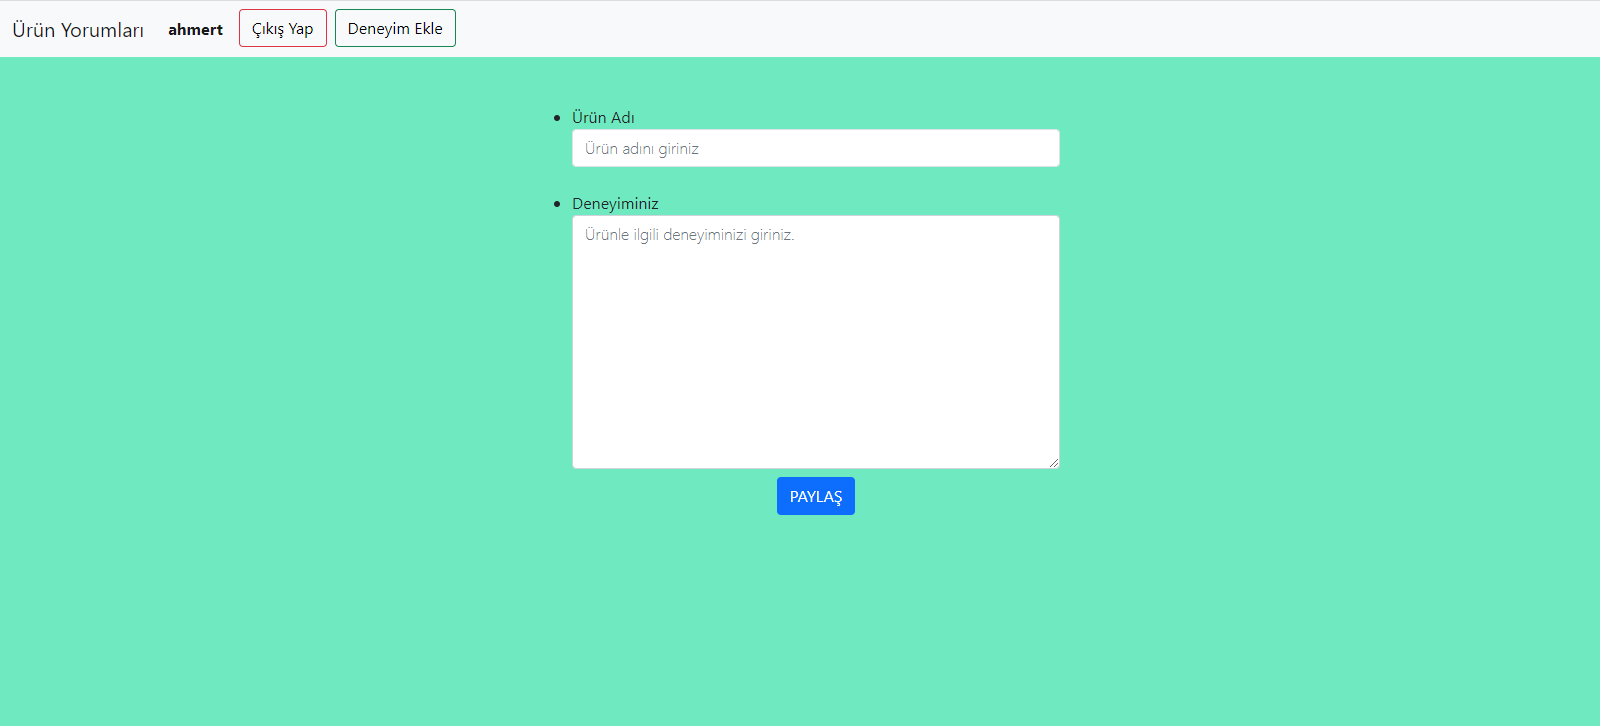 Ürün Yorumları ahmert Çıkış Yap Deneyim Ekle
Ürün Adı
Ürün adını giriniz
Deneyiminiz
Ürünle ilgili deneyiminizi giriniz.
PAYLAŞ